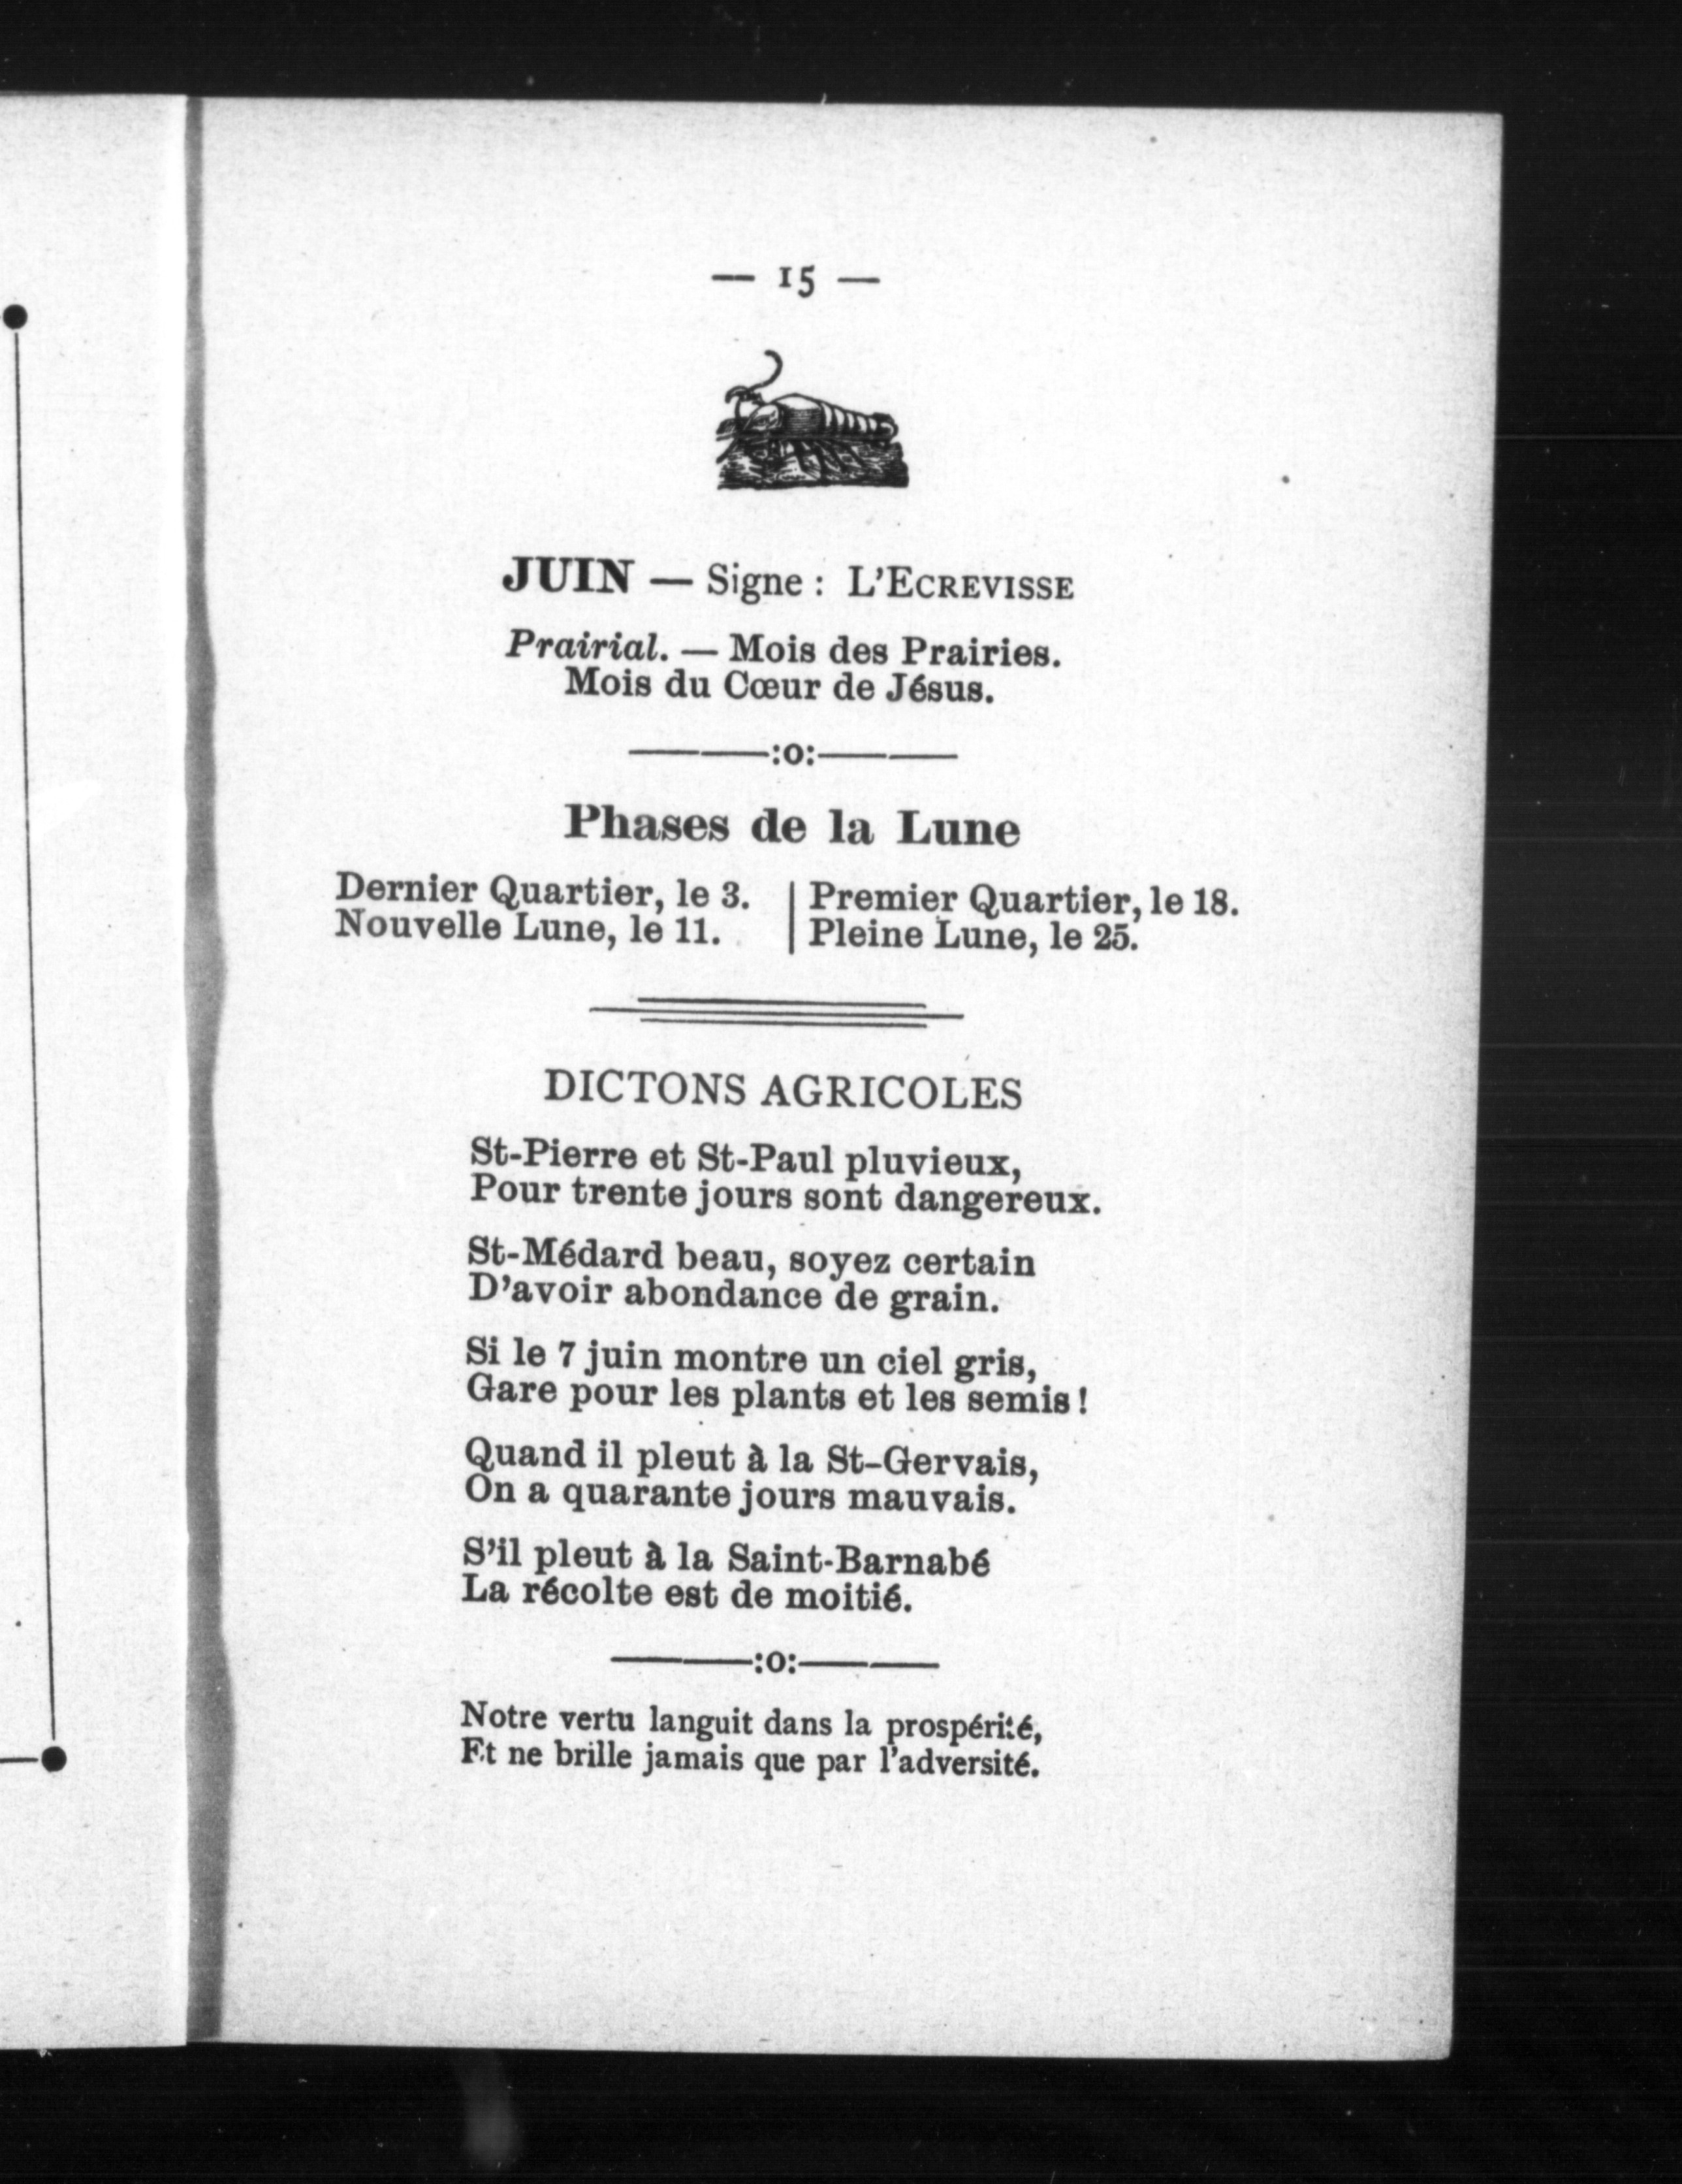 — 15 —
JUIN — Signe : L'ECREVISSE
Prairial. — Mois des Prairies.
Mois du Cœur de Jésus.
———:o:———
Phases de la Lune
Dernier Quartier, le 3. | Premier Quartier, le 18.
Nouvelle Lune, le 11. | Pleine Lune, le 25.
DICTONS AGRICOLES
St-Pierre et St-Paul pluvieux,
Pour trente jours sont dangereux.
St-Médard beau, soyez certain
D'avoir abondance de grain.
Si le 7 juin montre un ciel gris,
Gare pour les plants et les semis !
Quand il pleut à la St-Gervais,
On a quarante jours mauvais.
S'il pleut à la Saint-Barnabé
La récolte est de moitié.
———:o:———
Notre vertu languit dans la prospérité,
Et ne brille jamais que par l'adversité.